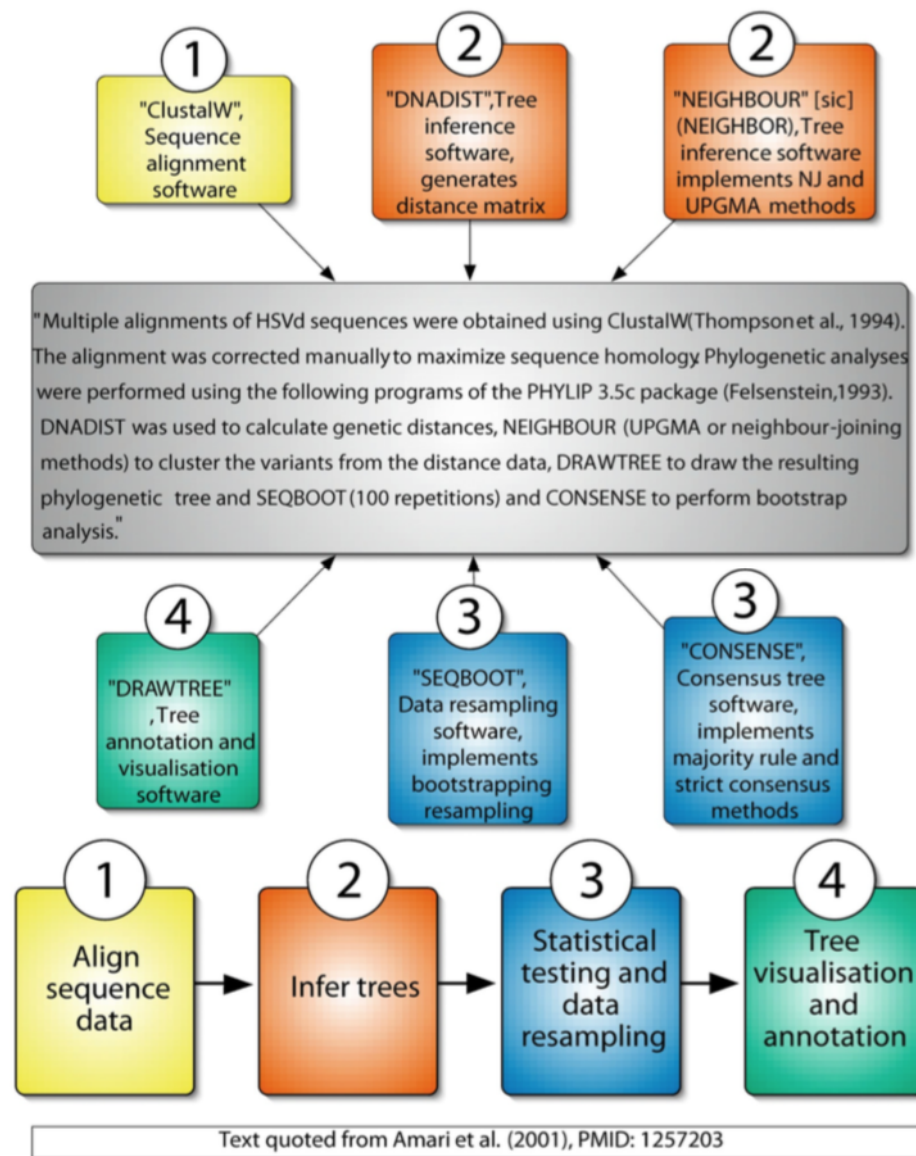 1
"ClustalW",
Sequence
alignment
software
2
"DNADIST",Tree
inference
software,
generates
distance matrix
2
"NEIGHBOUR" [sic]
(NEIGHBOR),Tree
inference software
implements NJ and
UPGMA methods
"Multiple alignments of HSVd sequences were obtained using ClustalW(Thompson et al., 1994).
The alignment was corrected manually to maximize sequence homology. Phylogenetic analyses
were performed using the following programs of the PHYLIP 3.5c package (Felsenstein,1993).
DNADIST was used to calculate genetic distances, NEIGHBOUR (UPGMA or neighbour-joining
methods) to cluster the variants from the distance data, DRAWTREE to draw the resulting
phylogenetic tree and SEQBOOT (100 repetitions) and CONSENSE to perform bootstrap
analysis."
4
"DRAWTREE"
,Tree
annotation and
visualisation
software
3
"SEQBOOT",
Data resampling
software,
implements
bootstrapping
resampling
3
"CONSENSE",
Consensus tree
software,
implements
majority rule and
strict consensus
methods
1
Align
sequence
data
2
Infer trees
3
Statistical
testing and
data
resampling
4
Tree
visualisation
and
annotation
Text quoted from Amari et al. (2001), PMID: 1257203